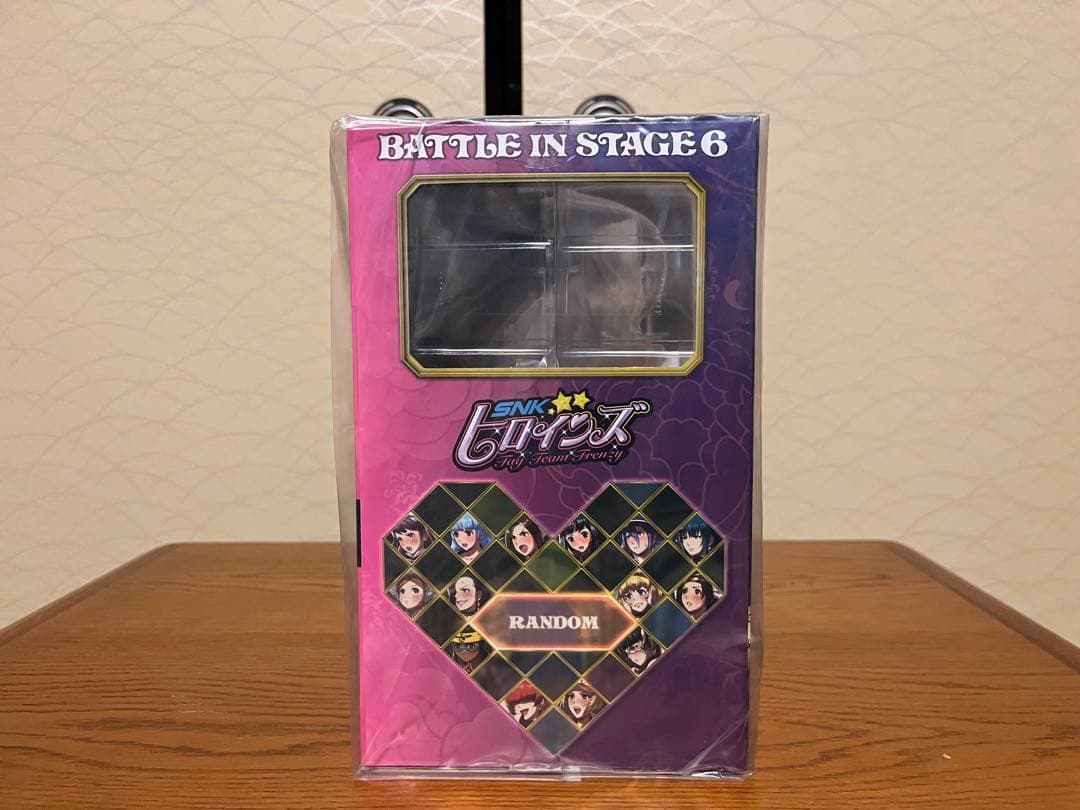 BATTLE IN STAGE 6
SNK
ヒロインズ
Tag Team Frenzy
RANDOM